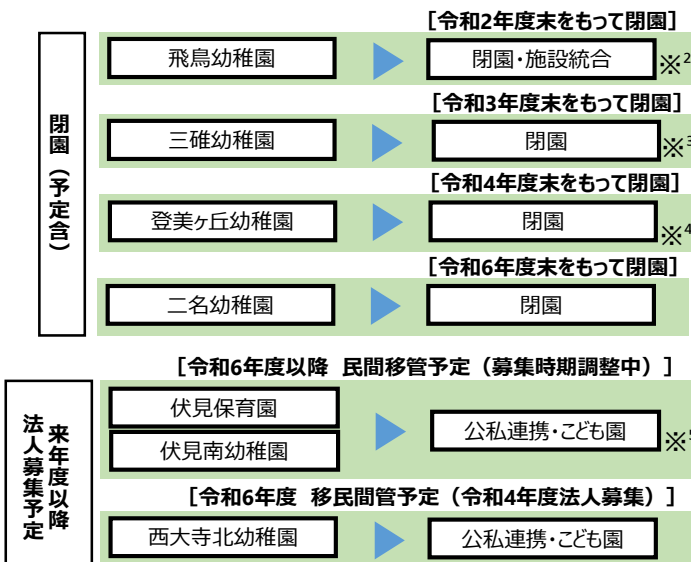 閉園（予定含）
[令和2年度末をもって閉園]
飛鳥幼稚園
閉園・施設統合
※2
[令和3年度末をもって閉園]
三碓幼稚園
閉園
※3
[令和4年度末をもって閉園]
登美ヶ丘幼稚園
閉園
※4
[令和6年度末をもって閉園]
二名幼稚園
閉園
来年度以降
法人募集予定
[令和6年度以降 民間移管予定（募集時期調整中）]
伏見保育園
伏見南幼稚園
公私連携・こども園
※5
[令和6年度 移民間管予定（令和4年度法人募集）]
西大寺北幼稚園
公私連携・こども園